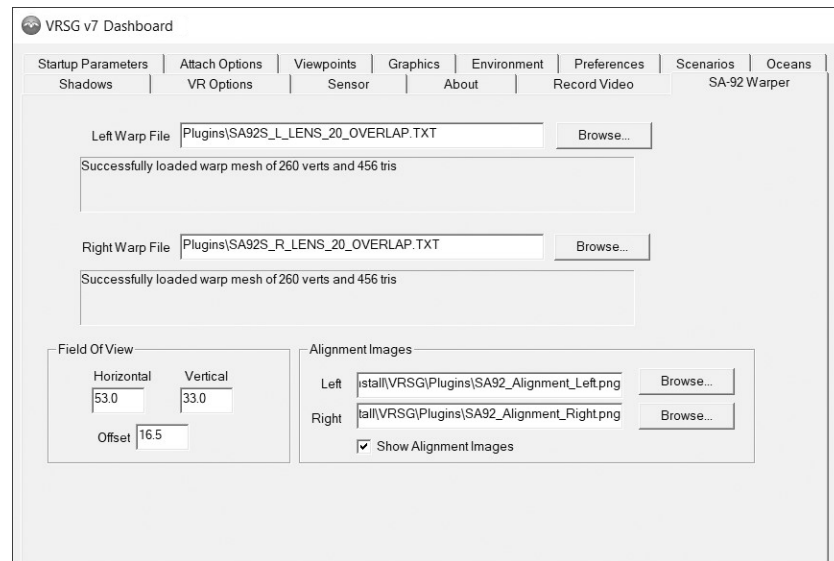 VRSG v7 Dashboard
Startup Parameters Attach Options Viewpoints Graphics Environment Preferences Scenarios Oceans
Shadows VR Options Sensor About Record Video SA-92 Warper
Left Warp File Plugins\SA92S_L_LENS_20_OVERLAP.TXT Browse...
Successfully loaded warp mesh of 260 verts and 456 tris
Right Warp File Plugins\SA92S_R_LENS_20_OVERLAP.TXT Browse...
Successfully loaded warp mesh of 260 verts and 456 tris
Field Of View Alignment Images
Horizontal Vertical
53.0 33.0
Offset 16.5
Left ıstall\VRSG\Plugins\SA92_Alignment_Left.png Browse...
Right tall\VRSG\Plugins\SA92_Alignment_Right.png Browse...
Show Alignment Images